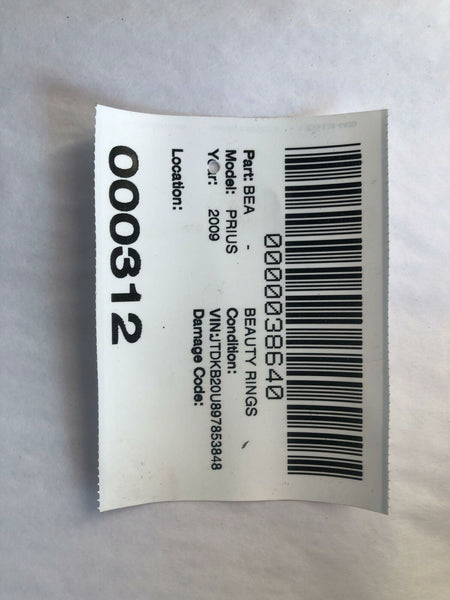 0000038640
Part: BEA - BEAUTY RINGS
Model: PRIUS Condition:
Year: 2009 VIN:JTDKB20U897853848
Damage Code:
Location:
000312